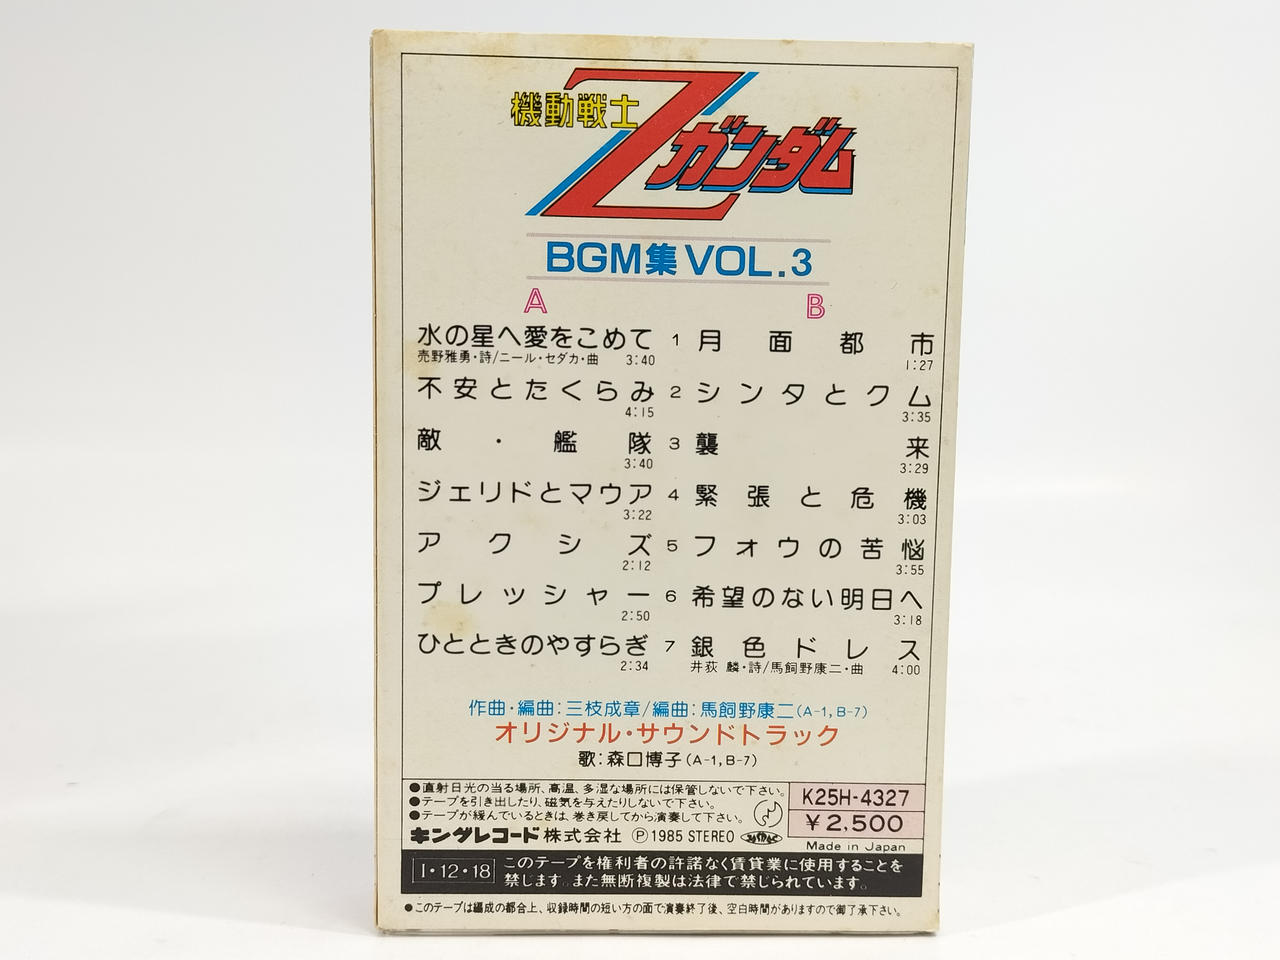 機動戦士
Z
ガンダム
BGM集 VOL.3
A
B
水の星へ愛をこめて 1 月面都市
売野雅勇・詩/ニール・セダカ・曲 3:40 1:27
不安とたくらみ 2 シンタとクム
4:15 3:35
敵・艦隊 3 襲来
3:40 3:29
ジェリドとマウア 4 緊張と危機
3:22 3:03
アクシズ 5 フォウの苦悩
2:12 3:55
プレッシャー 6 希望のない明日へ
2:50 3:18
ひとときのやすらぎ 7 銀色ドレス
2:34 井荻 麟・詩/馬飼野康二・曲 4:00
作曲・編曲:三枝成章/編曲:馬飼野康二(A-1,B-7)
オリジナル・サウンドトラック
歌:森口博子(A-1,B-7)
●直射日光の当る場所、高温、多湿な場所には保管しないで下さい。
●テープを引き出したり、磁気を与えたりしないで下さい。
●テープが緩んでいるときは、巻き戻してから演奏して下さい。
キングレコード株式会社 Ⓟ1985 STEREO
K25H-4327
¥2,500
Made in Japan
1・12・18
このテープを権利者の許諾なく賃貸業に使用することを
禁じます。また無断複製は法律で禁じられています。
●このテープは編成の都合上、収録時間の短い方の面で演奏終了後、空白時間がありますので御了承下さい。